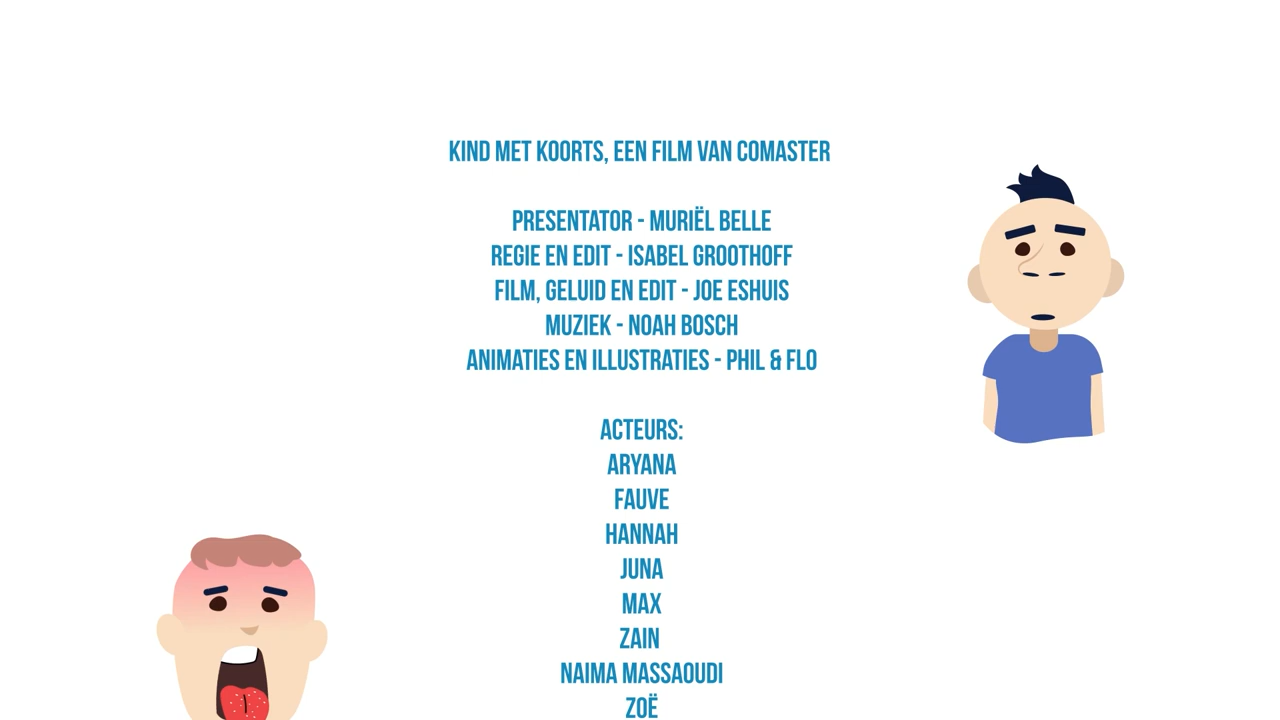 KIND MET KOORTS, EEN FILM VAN COMASTER
PRESENTATOR - MURIËL BELLE
REGIE EN EDIT - ISABEL GROOTHOFF
FILM, GELUID EN EDIT - JOE ESHUIS
MUZIEK - NOAH BOSCH
ANIMATIES EN ILLUSTRATIES - PHIL & FLO
ACTEURS:
ARYANA
FAUVE
HANNAH
JUNA
MAX
ZAIN
NAIMA MASSAOUDI
ZOË